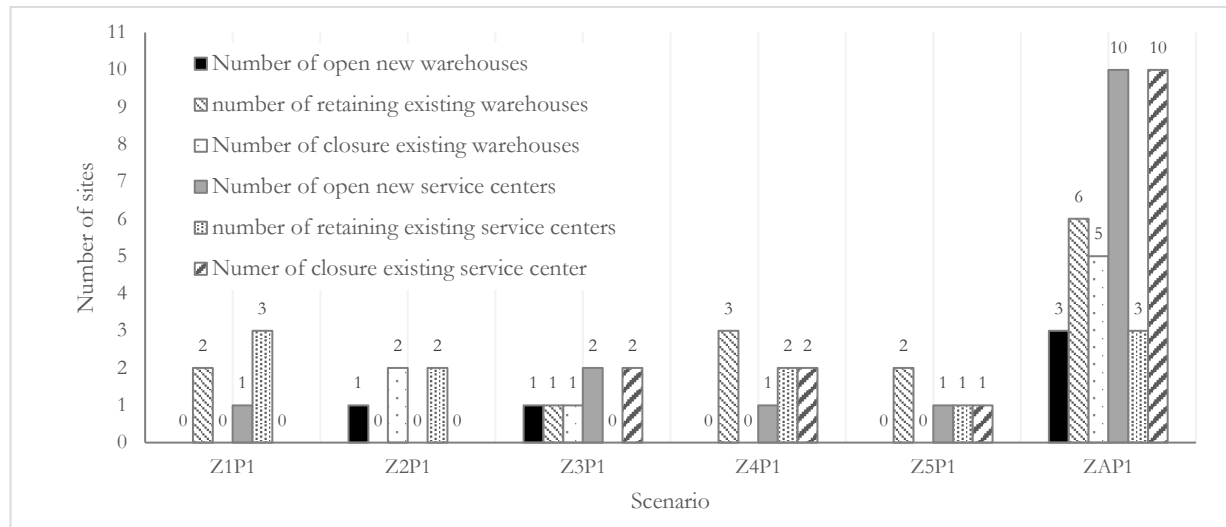 11
10
9
8
7
6
5
4
3
2
1
0
Number of sites
Number of open new warehouses
number of retaining existing warehouses
Number of closure existing warehouses
Number of open new service centers
number of retaining existing service centers
Numer of closure existing service center
0 2 0 1 3 0
1 0 2 0 2 0
1 1 1 2 0 2
0 3 0 1 2 2
0 2 0 1 1 1
3 6 5 10 3 10
Z1P1 Z2P1 Z3P1 Z4P1 Z5P1 ZAP1
Scenario